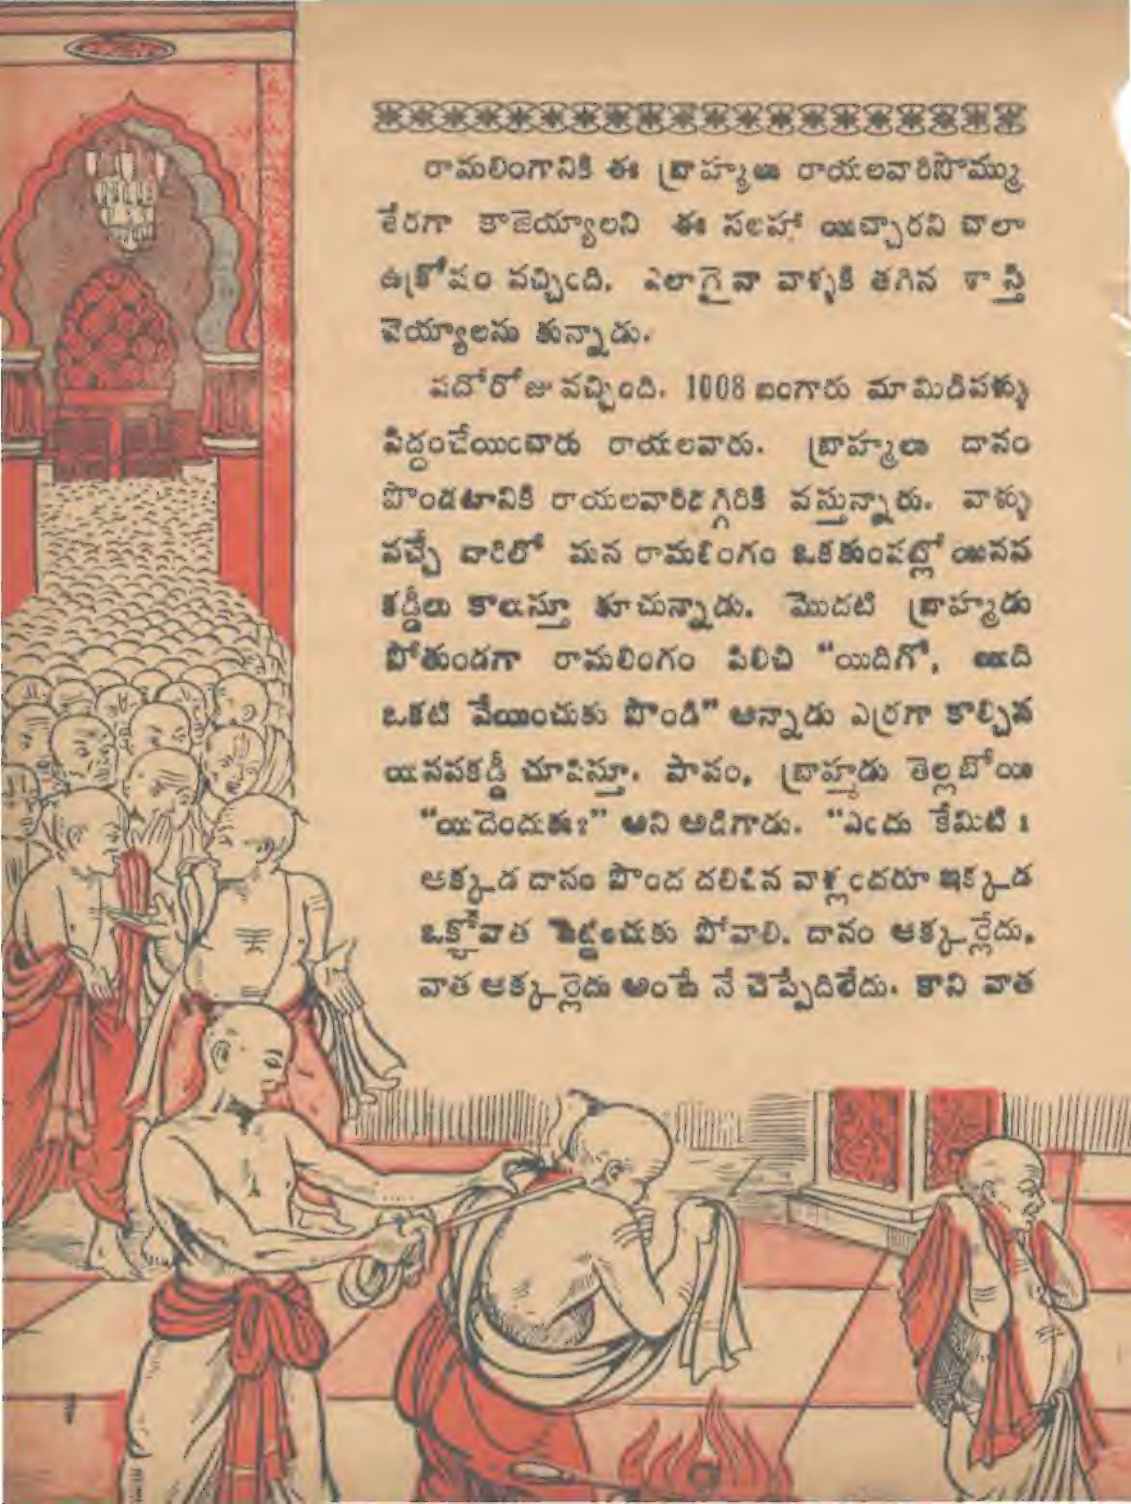 రామలింగానికి ఈ బ్రాహ్మలు రాయలవారిసొమ్ము
తేరగా కాజెయ్యాలని ఈ సలహా యిచ్చారని చాలా
ఉక్రోషం వచ్చింది. ఎలాగైవా వాళ్ళకి తగిన శాస్తి
చెయ్యాలను కున్నాడు.
పదోరోజు వచ్చింది. 1008 బంగారు మామిడిపళ్ళు
సిద్ధంచేయించారు రాయలవారు. బ్రాహ్మలు దానం
పొండటానికి రాయలవారిదగ్గిరికి వస్తున్నారు. వాళ్ళు
వచ్చే దారిలో మన రామలింగం ఒకకుంపట్లో యినప
కడ్డీలు కాలుస్తూ కూచున్నాడు. మొదటి బ్రాహ్మడు
పోతుండగా రామలింగం పిలిచి “యిదిగో, ఇది
ఒకటి వేయించుకు పొండి” అన్నాడు ఎర్రగా కాల్చిన
యినపకడ్డీ చూపిస్తూ. పావం, బ్రాహ్మడు తెల్లబోయి
“యిదెందుకు?” అని అడిగాడు. “ఎందు కేమిటి ?
అక్కడ దానం పొంద దలిచిన వాళ్లందరూ ఇక్కడ
ఒక్కోవాత పెట్టించుకు పోవాలి. దానం అక్కర్లేదు,
వాత అక్కర్లేదు అంటే నే చెప్పేదిలేదు. కాని వాత